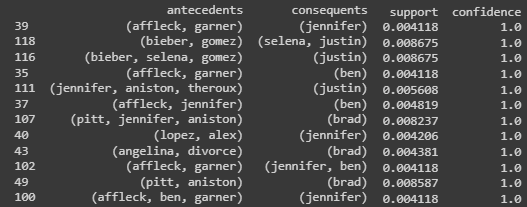 antecedents consequents support confidence
39 (affleck, garner) (jennifer) 0.004118 1.0
118 (bieber, gomez) (selena, justin) 0.008675 1.0
116 (bieber, selena, gomez) (justin) 0.008675 1.0
35 (affleck, garner) (ben) 0.004118 1.0
111 (jennifer, aniston, theroux) (justin) 0.005608 1.0
37 (affleck, jennifer) (ben) 0.004819 1.0
107 (pitt, jennifer, aniston) (brad) 0.008237 1.0
40 (lopez, alex) (jennifer) 0.004206 1.0
43 (angelina, divorce) (brad) 0.004381 1.0
102 (affleck, garner) (jennifer, ben) 0.004118 1.0
49 (pitt, aniston) (brad) 0.008587 1.0
100 (affleck, ben, garner) (jennifer) 0.004118 1.0